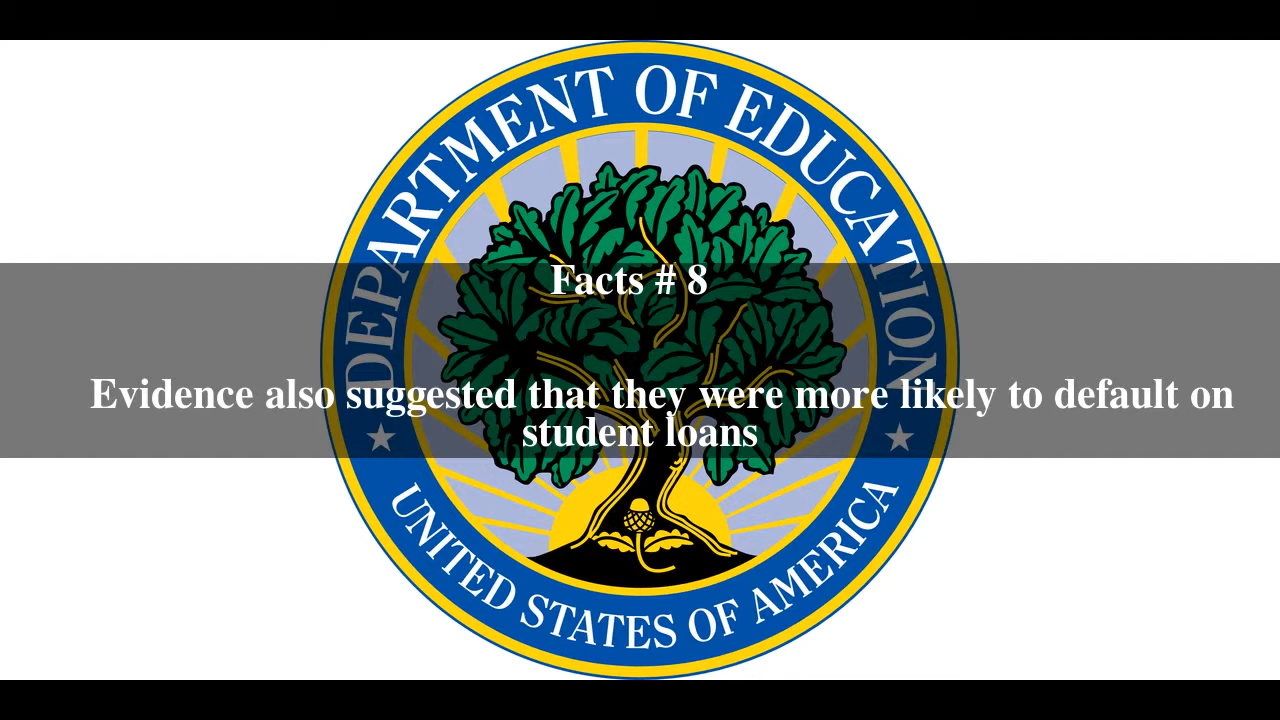 DEPARTMENT OF EDUCATION
Facts # 8
Evidence also suggested that they were more likely to default on
student loans
UNITED STATES OF AMERICA